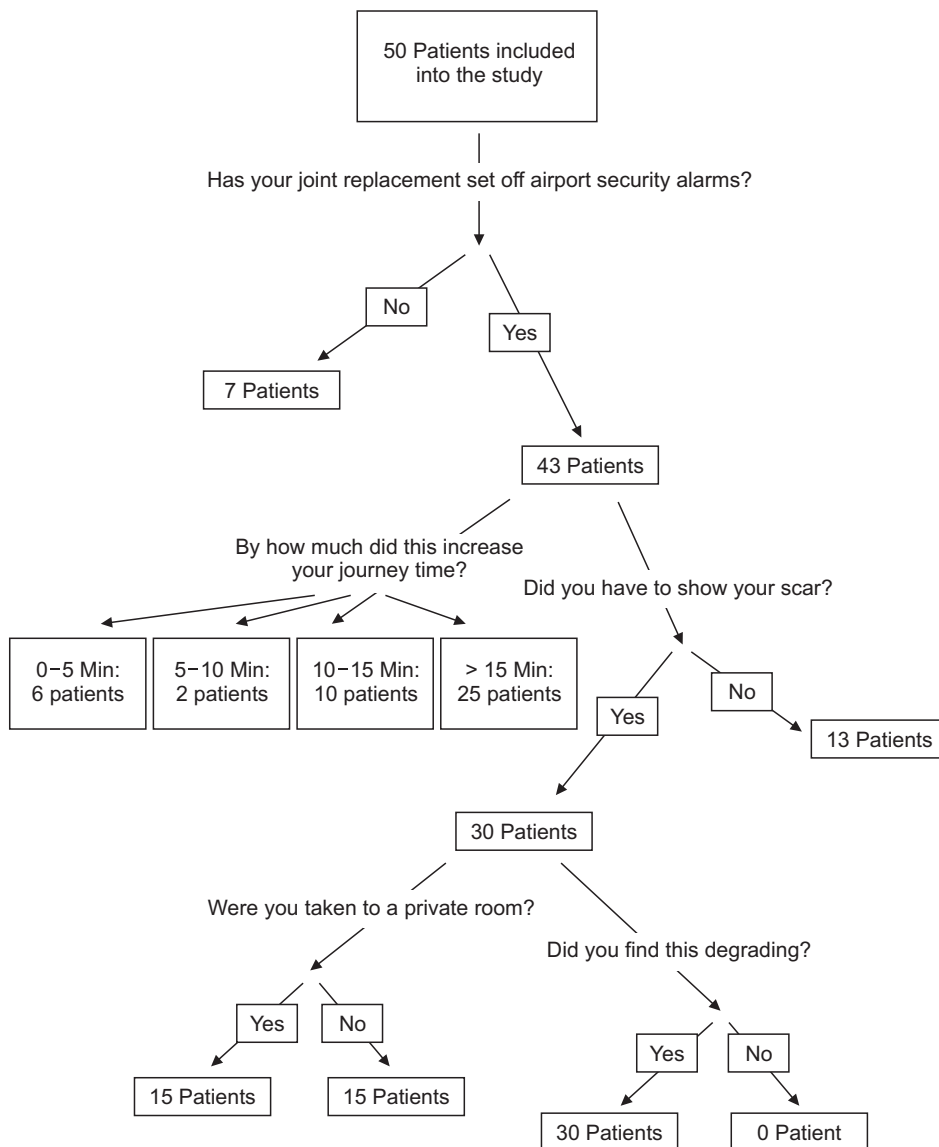 50 Patients included
into the study
Has your joint replacement set off airport security alarms?
No
Yes
7 Patients
43 Patients
By how much did this increase
your journey time?
Did you have to show your scar?
0–5 Min:
6 patients
5–10 Min:
2 patients
10–15 Min:
10 patients
> 15 Min:
25 patients
Yes
No
13 Patients
30 Patients
Were you taken to a private room?
Did you find this degrading?
Yes
No
Yes
No
15 Patients
15 Patients
30 Patients
0 Patient